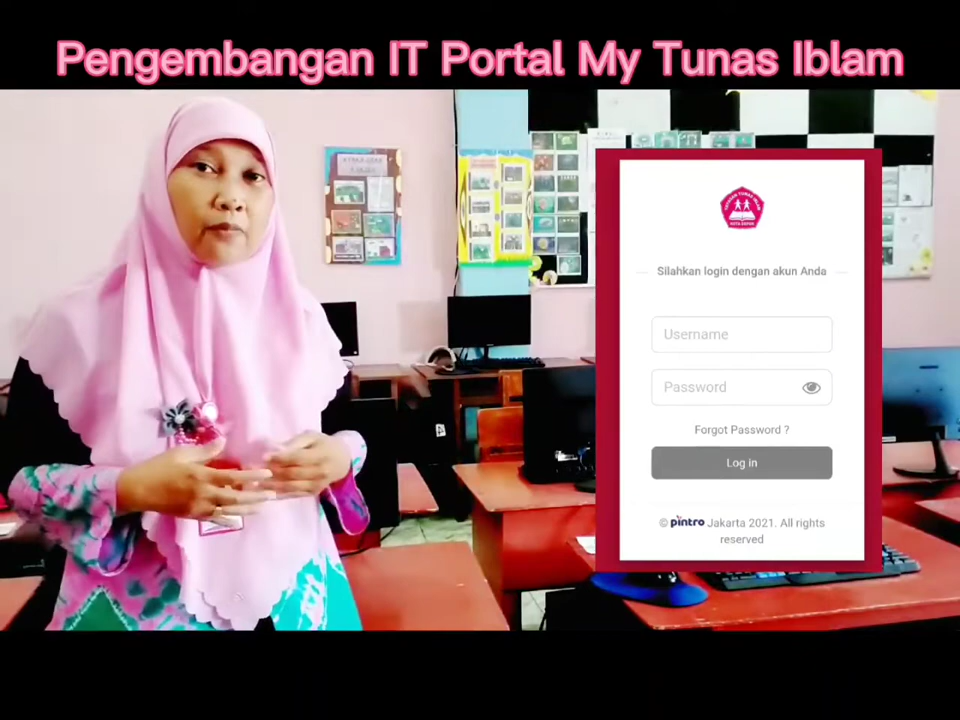 Pengembangan IT Portal My Tunas Iblam
Silahkan login dengan akun Anda
Username
Password
Forgot Password ?
Log in
© pintro Jakarta 2021. All rights
reserved